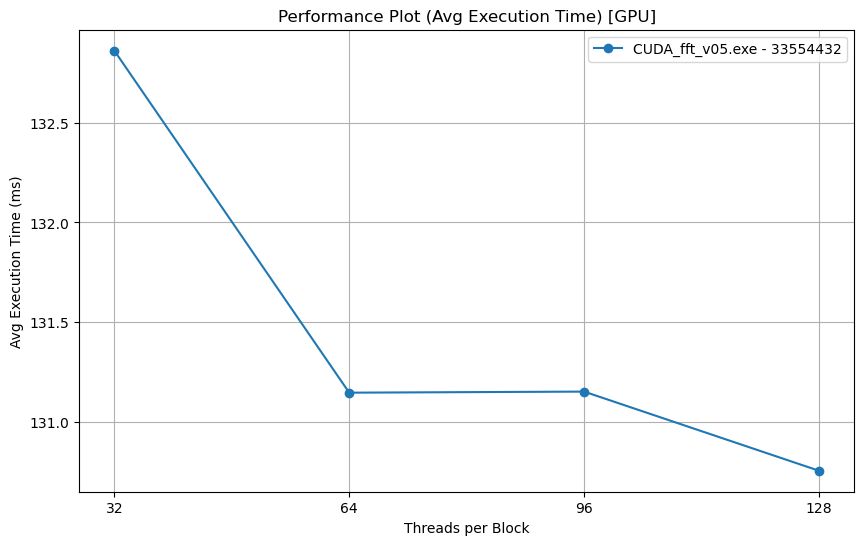 Performance Plot (Avg Execution Time) [GPU]
CUDA_fft_v05.exe - 33554432
Avg Execution Time (ms)
132.5
132.0
131.5
131.0
32
64
96
128
Threads per Block